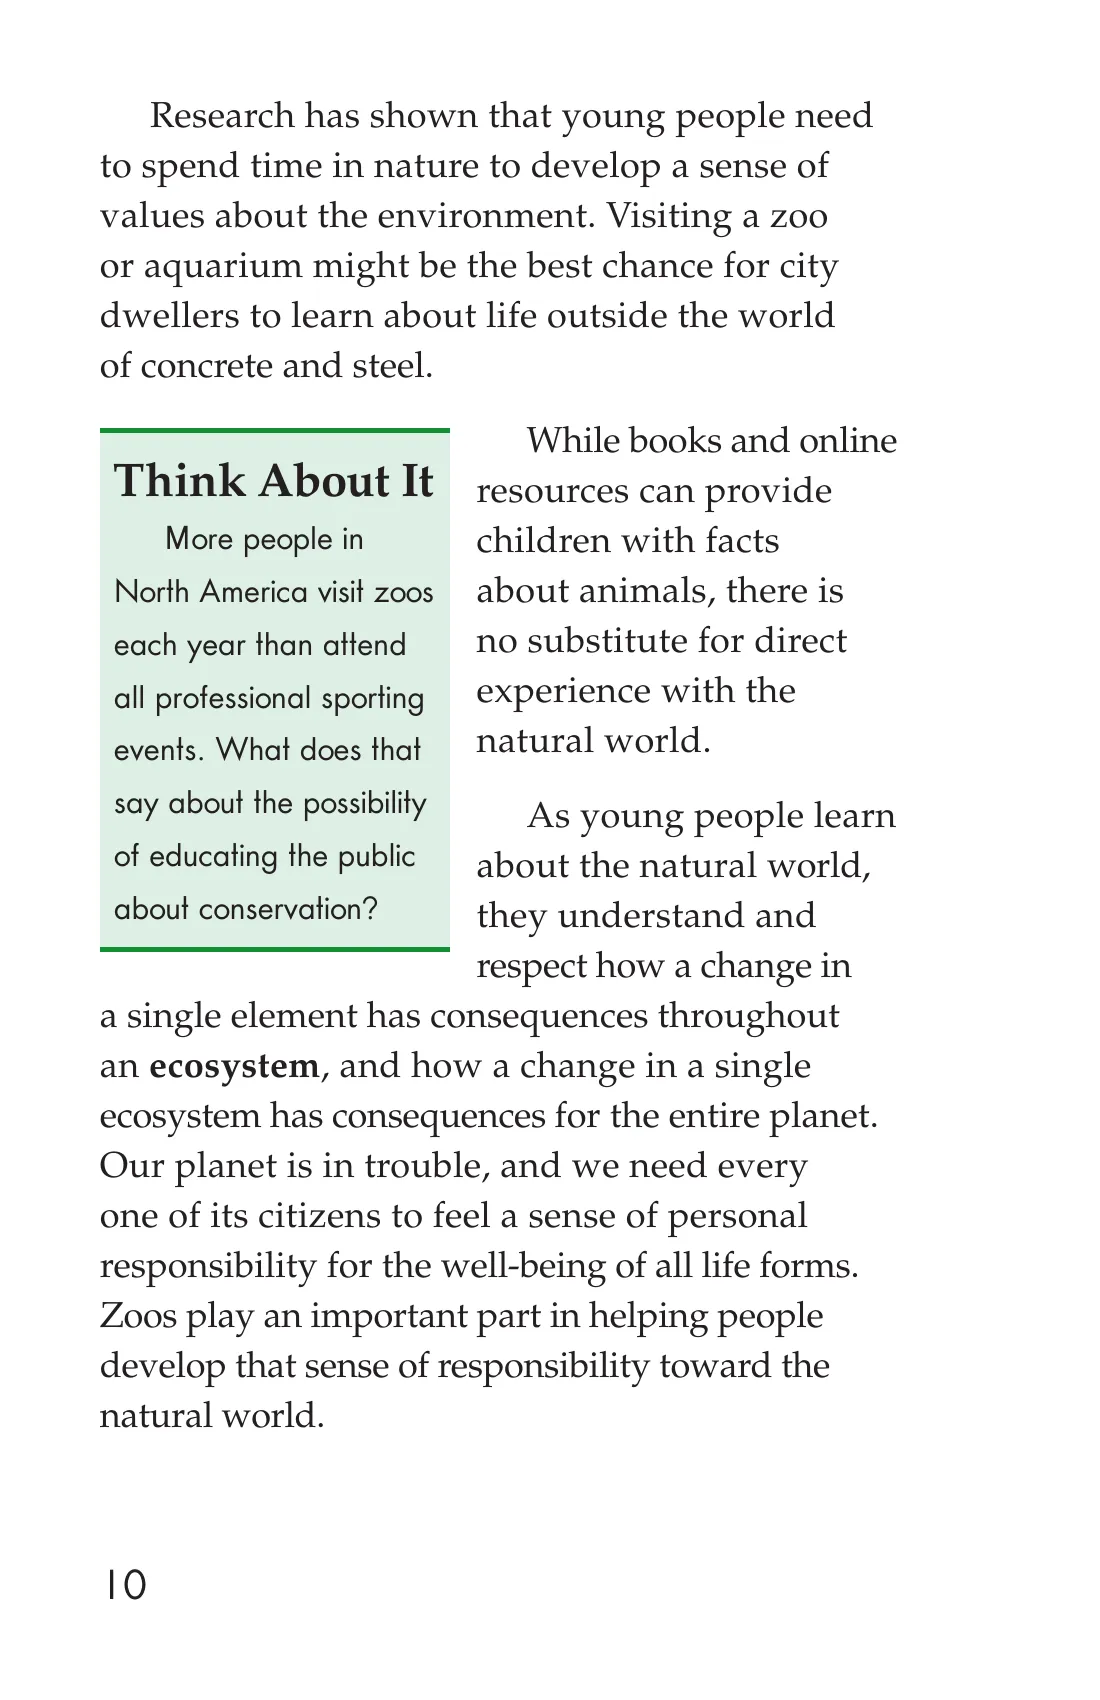 Research has shown that young people need
to spend time in nature to develop a sense of
values about the environment. Visiting a zoo
or aquarium might be the best chance for city
dwellers to learn about life outside the world
of concrete and steel.
Think About It
More people in
North America visit zoos
each year than attend
all professional sporting
events. What does that
say about the possibility
of educating the public
about conservation?
While books and online
resources can provide
children with facts
about animals, there is
no substitute for direct
experience with the
natural world.
As young people learn
about the natural world,
they understand and
respect how a change in
a single element has consequences throughout
an ecosystem, and how a change in a single
ecosystem has consequences for the entire planet.
Our planet is in trouble, and we need every
one of its citizens to feel a sense of personal
responsibility for the well-being of all life forms.
Zoos play an important part in helping people
develop that sense of responsibility toward the
natural world.
10